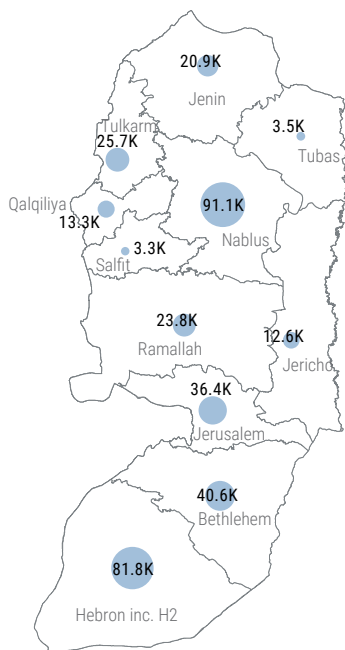 20.9K
Jenin
Tulkarm
25.7K
3.5K
Tubas
Qalqiliya
13.3K
91.1K
Nablus
3.3K
Salfit
23.8K
Ramallah
12.6K
Jericho
36.4K
Jerusalem
40.6K
Bethlehem
81.8K
Hebron inc. H2